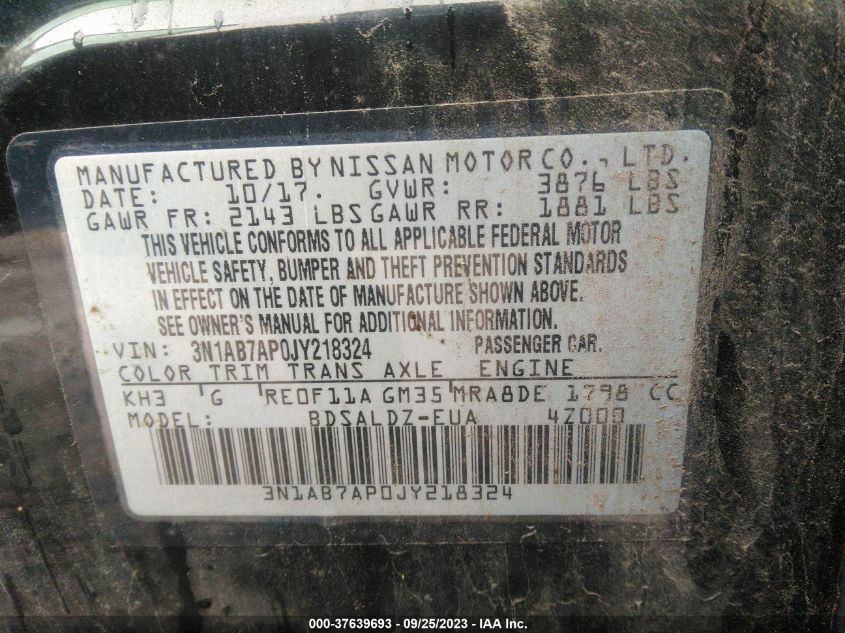 MANUFACTURED BY NISSAN MOTOR CO., LTD.
DATE: 10/17. GVWR: 3876 LBS
GAWR FR: 2143 LBS GAWR RR: 1881 LBS
THIS VEHICLE CONFORMS TO ALL APPLICABLE FEDERAL MOTOR
VEHICLE SAFETY, BUMPER AND THEFT PREVENTION STANDARDS
IN EFFECT ON THE DATE OF MANUFACTURE SHOWN ABOVE.
SEE OWNER'S MANUAL FOR ADDITIONAL INFORMATION.
VIN: 3N1AB7AP0JY218324 PASSENGER CAR.
COLOR TRIM TRANS AXLE ENGINE
KH3 G RE0F11A GM35 MRA8DE 1798 CC
MODEL: BDSALDZ-EUA 4Z000
3N1AB7AP0JY218324
000-37639693 - 09/25/2023 - IAA Inc.